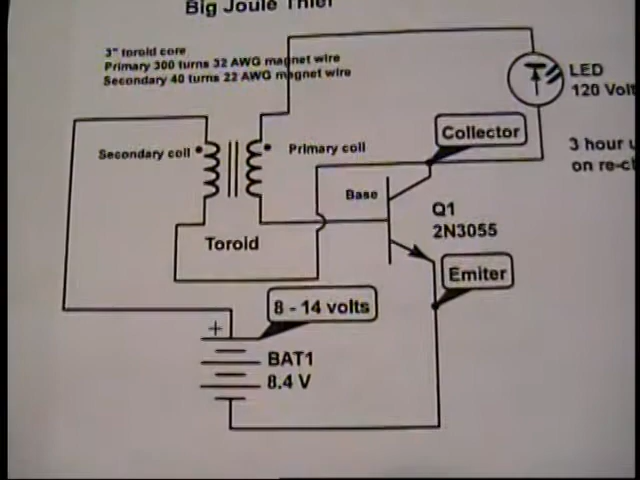 Big Joule Thief
3" toroid core
Primary 300 turns 32 AWG magnet wire
Secondary 40 turns 22 AWG magnet wire
LED
120 Volt
Collector
3 hour
on re-c
Secondary coil
Primary coil
Base
Q1
2N3055
Toroid
Emiter
8 - 14 volts
+
BAT1
8.4 V